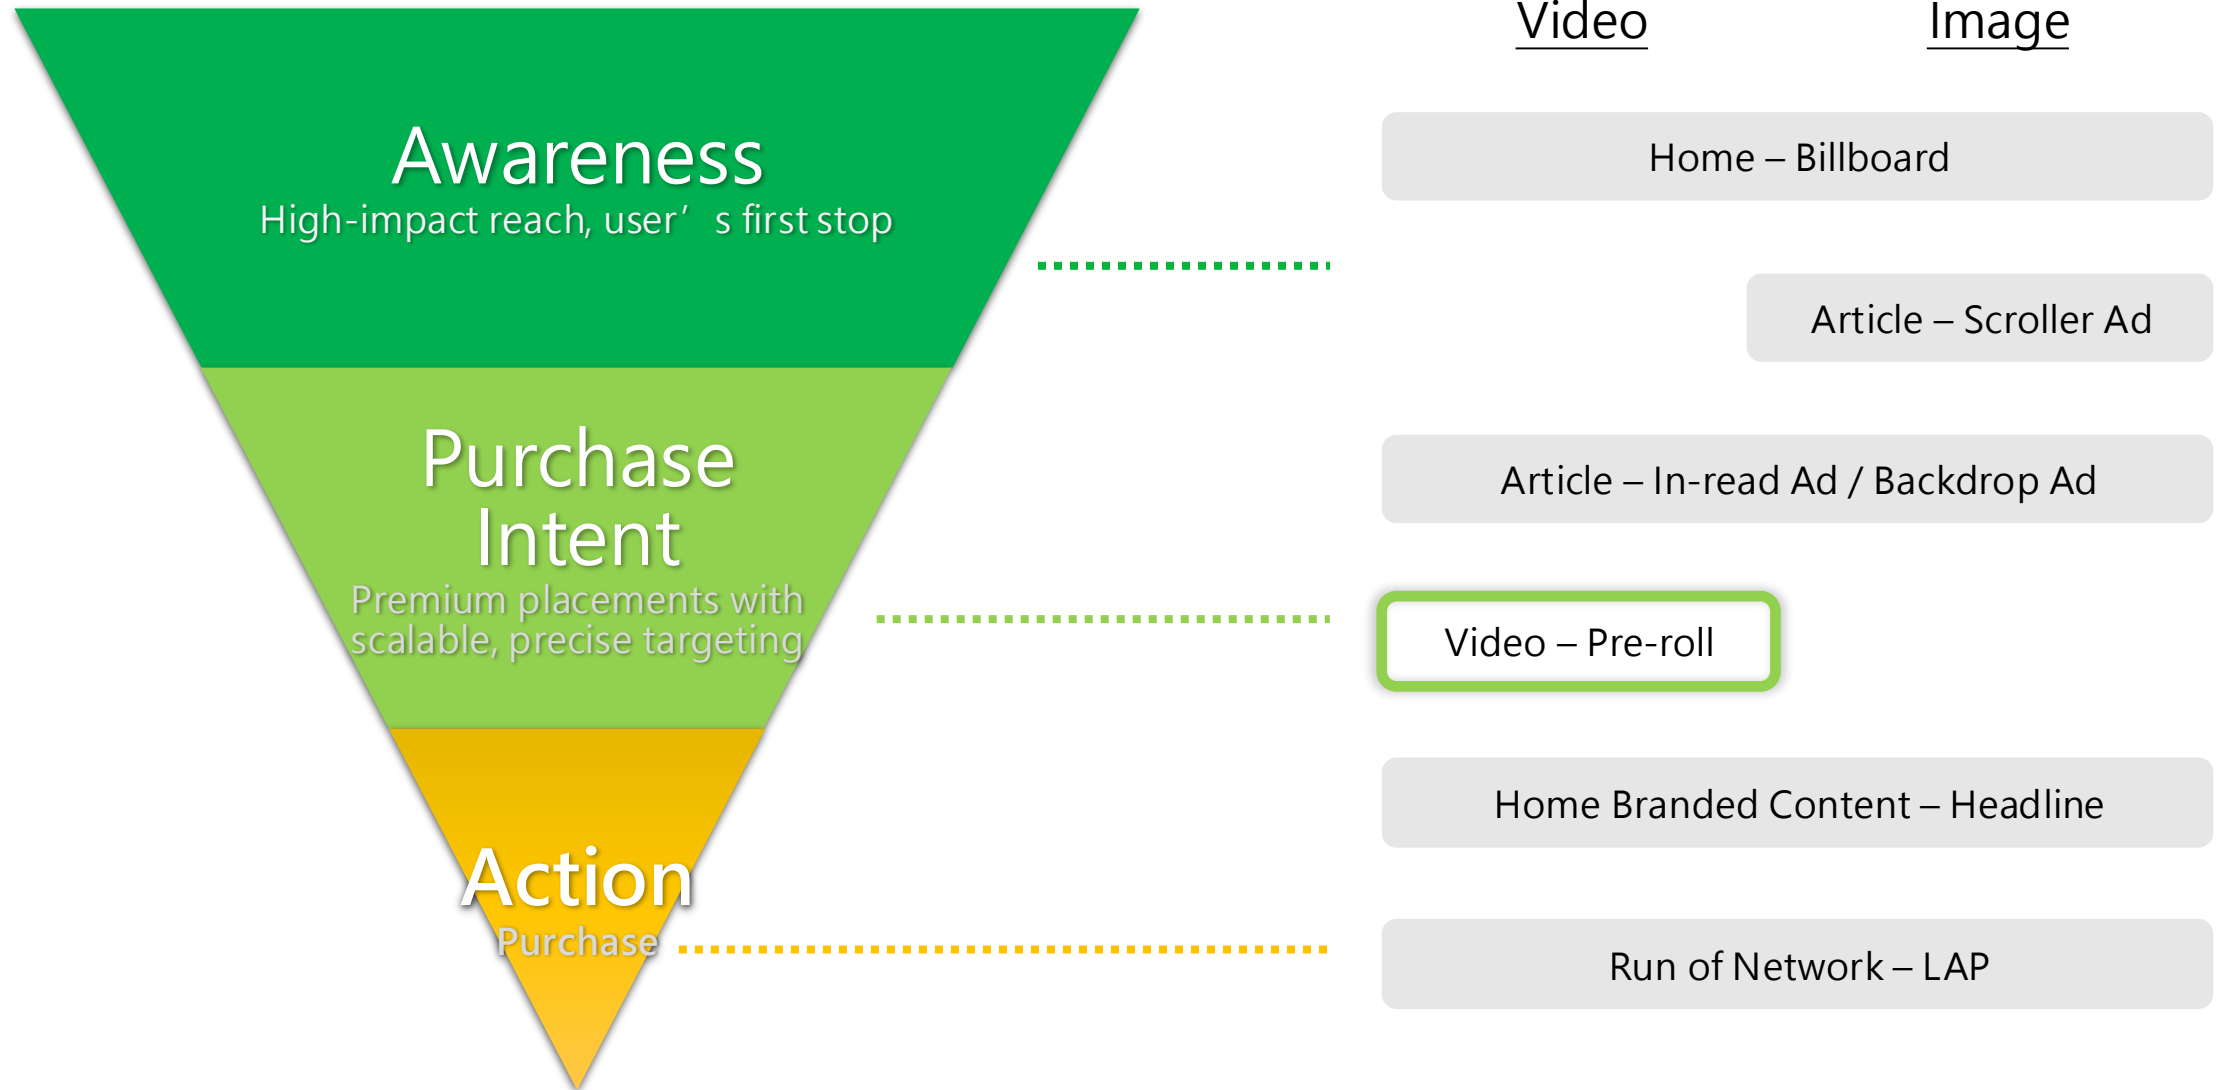 Video
Image
Awareness
High-impact reach, user’s first stop
Purchase
Intent
Premium placements with
scalable, precise targeting
Action
Purchase
Home – Billboard
Article – Scroller Ad
Article – In-read Ad / Backdrop Ad
Video – Pre-roll
Home Branded Content – Headline
Run of Network – LAP